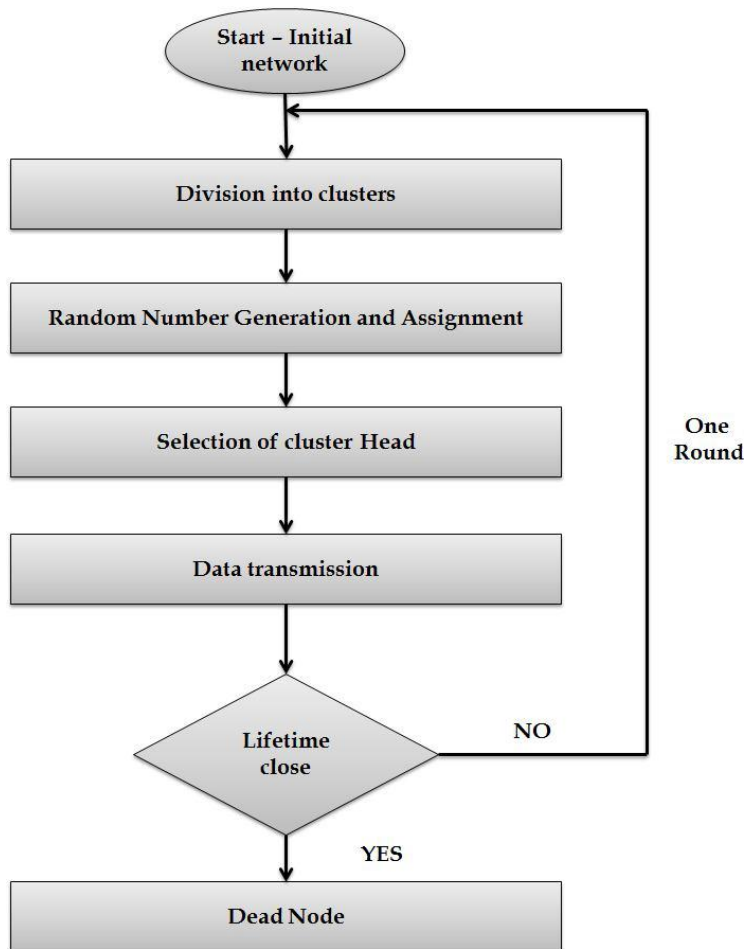 Start – Initial
network
Division into clusters
Random Number Generation and Assignment
Selection of cluster Head
One
Round
Data transmission
Lifetime
close
NO
YES
Dead Node